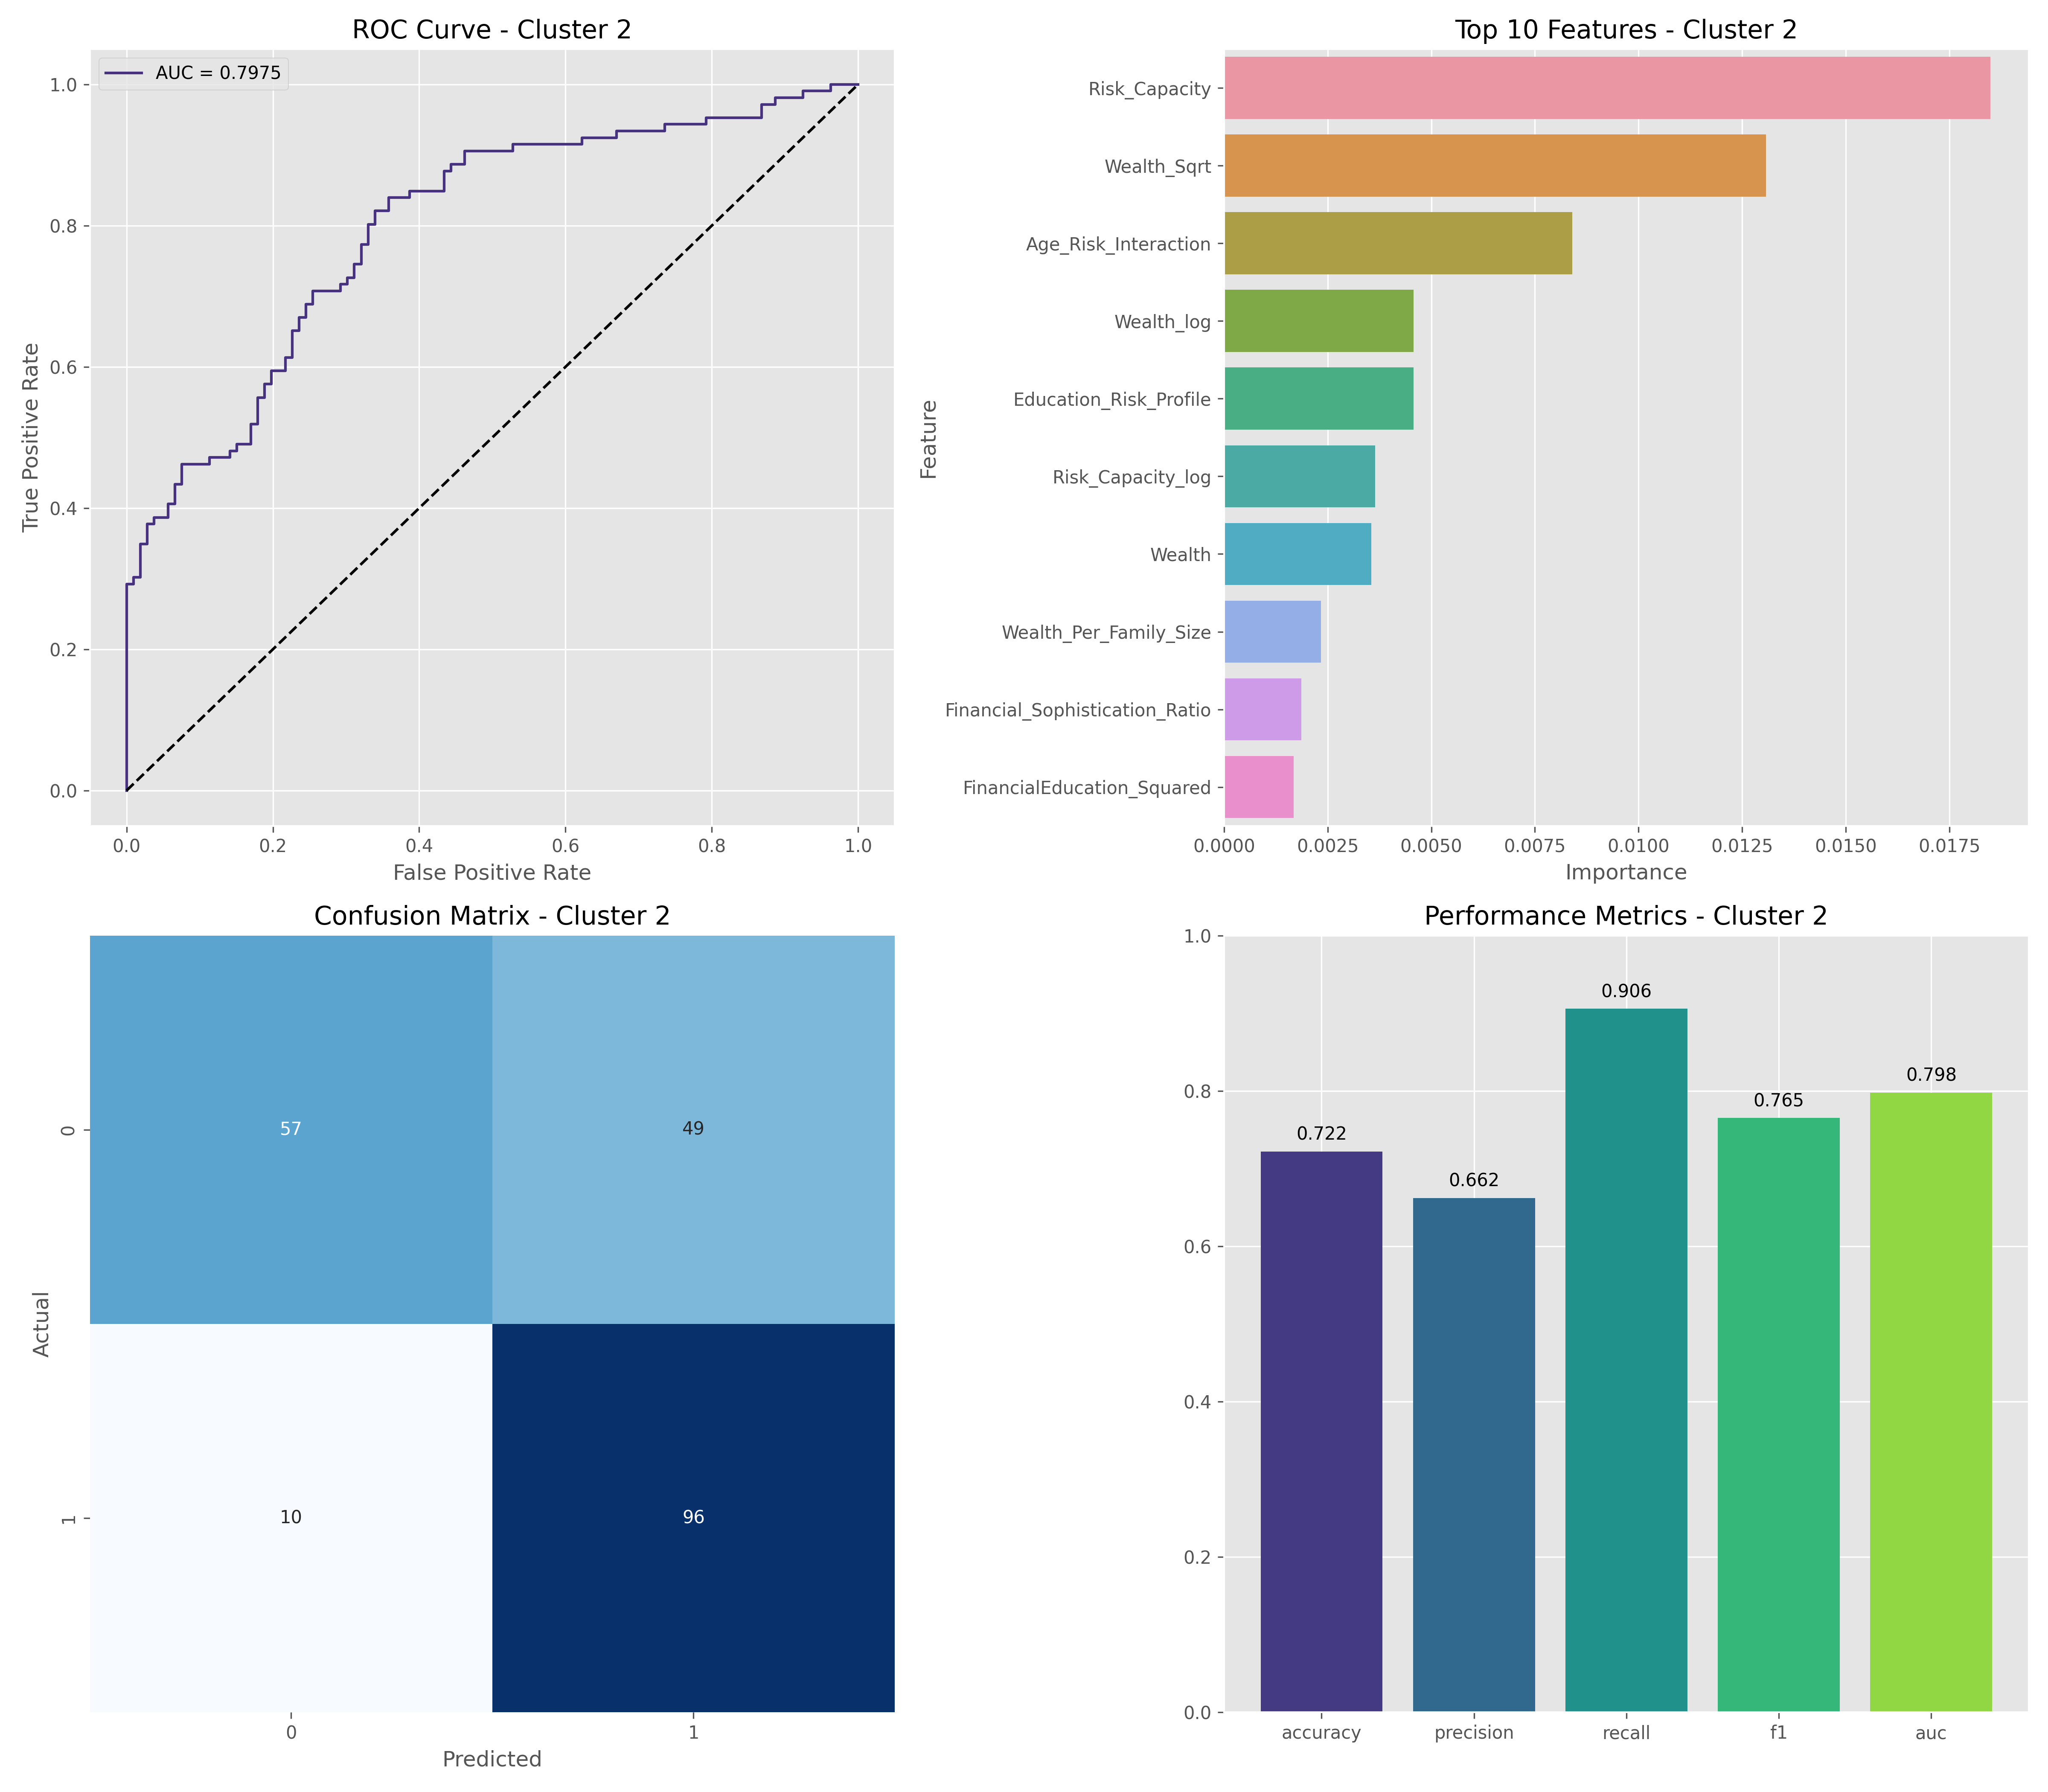 ROC Curve - Cluster 2
AUC = 0.7975
True Positive Rate
1.0
0.8
0.6
0.4
0.2
0.0
0.0 0.2 0.4 0.6 0.8 1.0
False Positive Rate
Top 10 Features - Cluster 2
Feature
Risk_Capacity
Wealth_Sqrt
Age_Risk_Interaction
Wealth_log
Education_Risk_Profile
Risk_Capacity_log
Wealth
Wealth_Per_Family_Size
Financial_Sophistication_Ratio
FinancialEducation_Squared
0.0000 0.0025 0.0050 0.0075 0.0100 0.0125 0.0150 0.0175
Importance
Confusion Matrix - Cluster 2
Actual
0
57 49
1
10 96
0 1
Predicted
Performance Metrics - Cluster 2
1.0
0.8
0.6
0.4
0.2
0.0
0.722
0.662
0.906
0.765
0.798
accuracy precision recall f1 auc